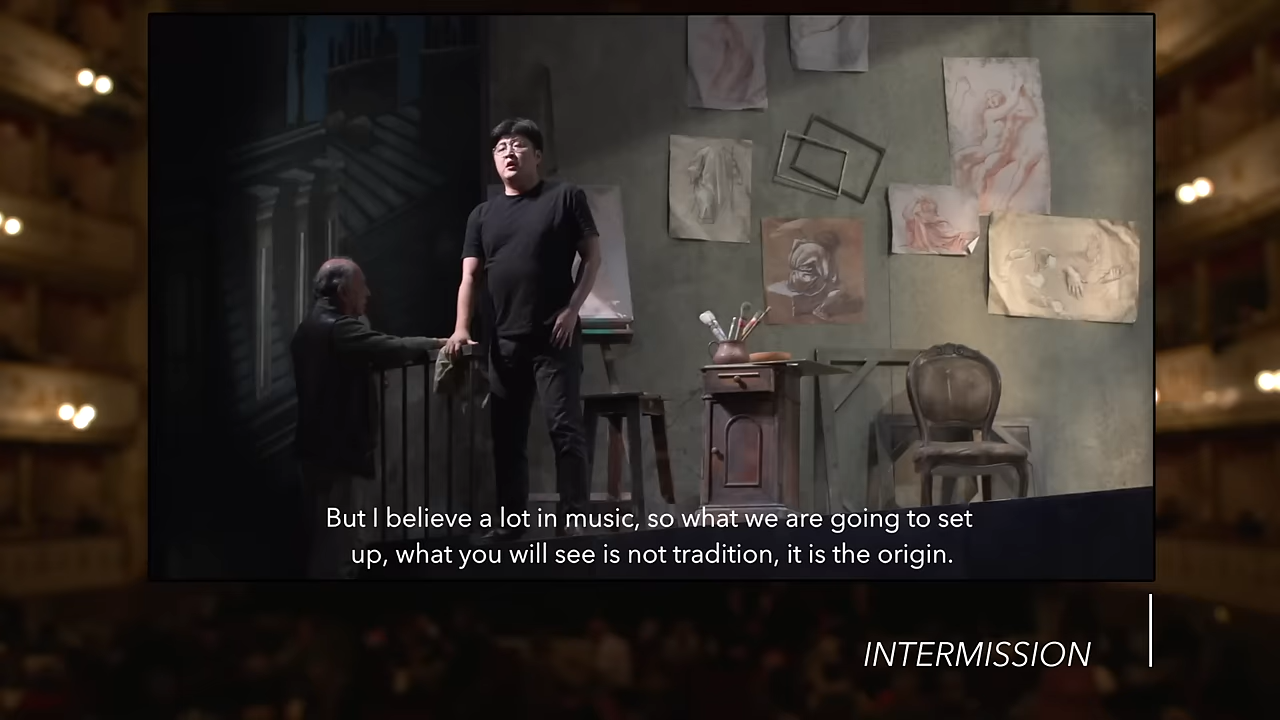 But I believe a lot in music, so what we are going to set
up, what you will see is not tradition, it is the origin.
INTERMISSION